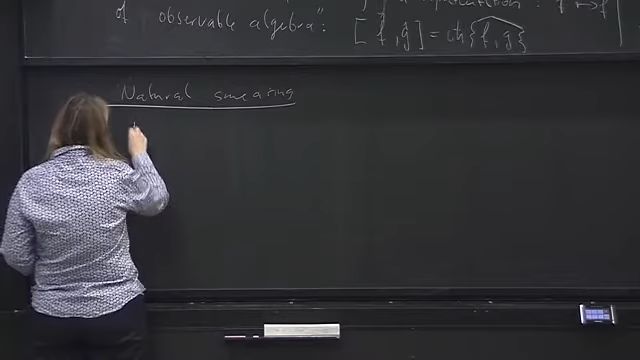 of observable algebra":
[f̂, ĝ] = iħ{f, g}
Natural smearing